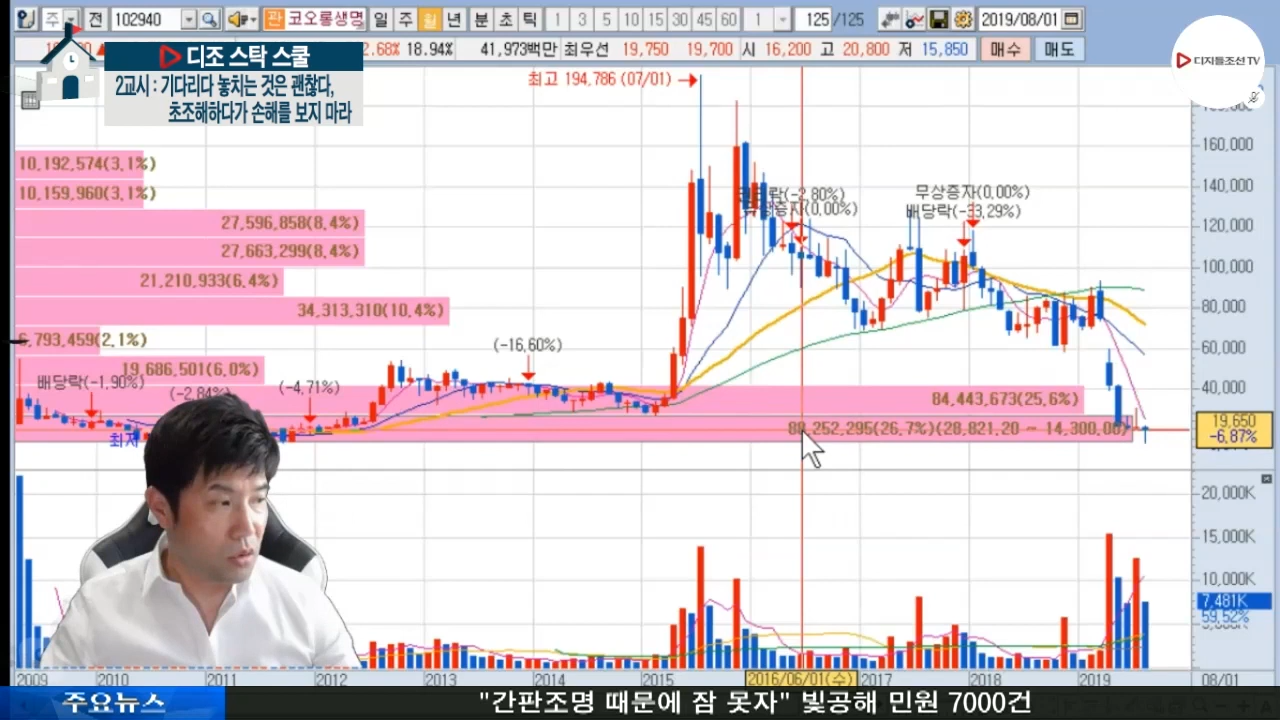 주 전 102940 관 코오롱생명 일 주 월 년 분 초 틱 1 3 5 10 15 30 45 60 1 125 /125 2019/08/01
2.68% 18.94% 41,973백만 최우선 19,750 19,700 시 16,200 고 20,800 저 15,850 매수 매도
디조 스탁 스쿨
2교시 : 기다리다 놓치는 것은 괜찮다,
초조해하다가 손해를 보지 마라
디지틀조선TV
최고 194,786 (07/01)
160,000
140,000
120,000
100,000
80,000
60,000
40,000
10,192,574(3.1%)
10,159,960(3.1%)
27,596,858(8.4%)
27,663,299(8.4%)
21,210,933(6.4%)
34,313,310(10.4%)
6,793,459(2.1%)
19,686,501(6.0%)
84,443,673(25.6%)
252,295(26.7%)(28,821.20 ~ 14,300.00)
(-2.80%)
(0.00%)
무상증자(0.00%)
배당락(-33.29%)
(-16.60%)
배당락(-1.90%)
(-2.84%)
(-4.71%)
최저
19,650
-6.87%
20,000K
15,000K
10,000K
7,481K
59.52%
2009 2010 2011 2012 2013 2014 2015 2016/06/01(수) 2017 2018 2019 08/01
주요뉴스
"간판조명 때문에 잠 못자" 빛공해 민원 7000건